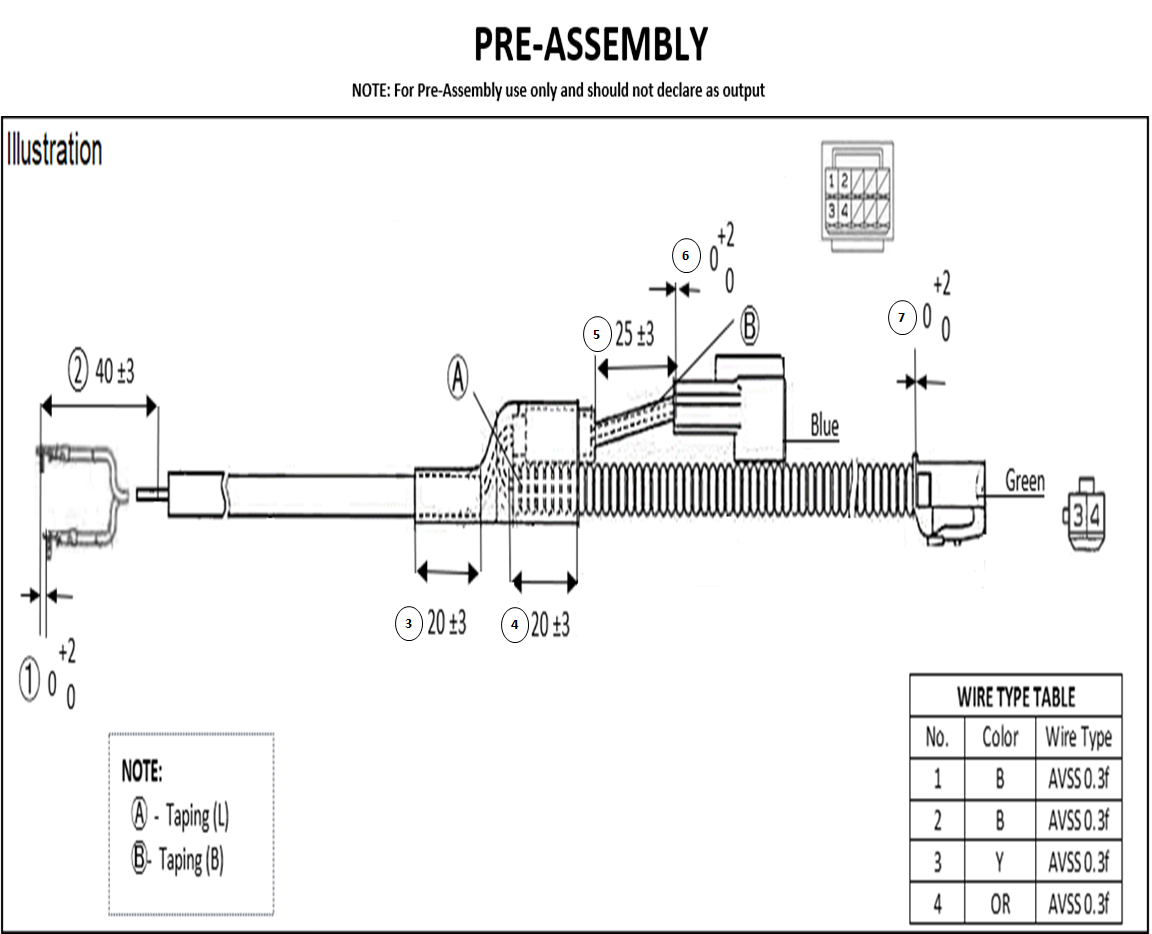 PRE-ASSEMBLY
NOTE: For Pre-Assembly use only and should not declare as output
Illustration
1 2
3 4
6 0 +2 0
5 25 ±3
B
7 0 +2 0
2 40 ±3
A
Blue
Green
3 4
3 20 ±3
4 20 ±3
1 0 +2 0
NOTE:
A - Taping (L)
B- Taping (B)
WIRE TYPE TABLE
No. Color Wire Type
1 B AVSS 0.3f
2 B AVSS 0.3f
3 Y AVSS 0.3f
4 OR AVSS 0.3f